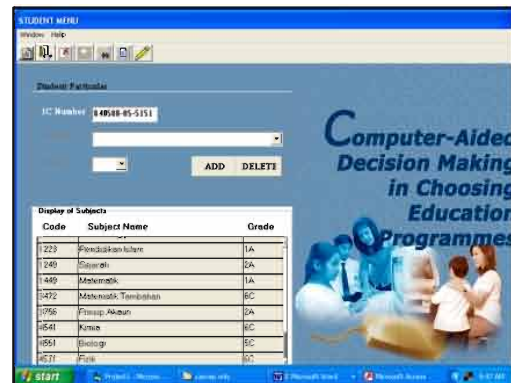 STUDENT MENU
Window Help
Student Particular
IC Number 840508-05-5151
ADD DELETE
Computer-Aided
Decision Making
in Choosing
Education
Programmes
Display of Subjects
Code Subject Name Grade
1223 Pendidikan Islam 1A
1249 Sejarah 2A
1449 Matematik 1A
3472 Matematik Tambahan 6C
3756 Prinsip Akaun 2A
4541 Kimia 6C
4551 Biologi 5C
4531 Fizik 6C
start